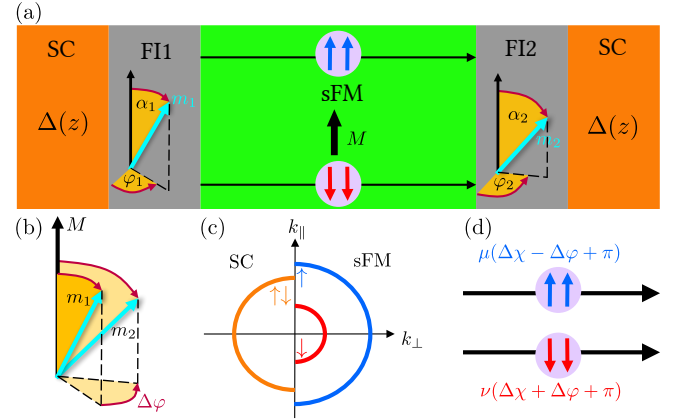 (a)
SC FI1 FI2 SC
sFM
Δ(z) α₁ m₁ M α₂ m₂ Δ(z)
φ₁ φ₂
(b) (c) (d)
M
m₁
m₂
Δφ
k∥
SC sFM
↑↓ ↑
↓
k⊥
μ(Δχ − Δφ + π)
ν(Δχ + Δφ + π)